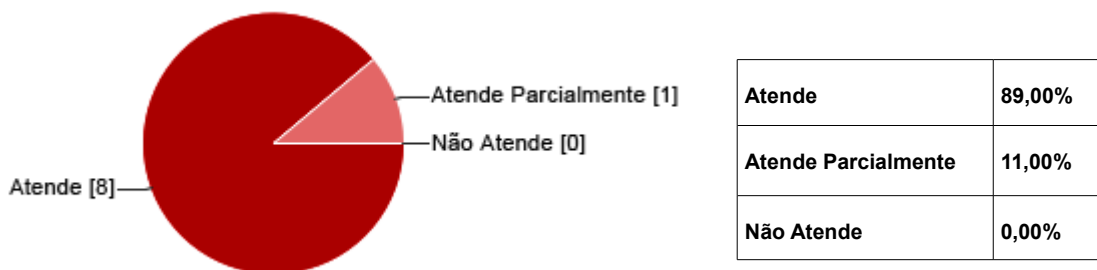 Atende Parcialmente [1]
Não Atende [0]
Atende [8]
Atende 89,00%
Atende Parcialmente 11,00%
Não Atende 0,00%